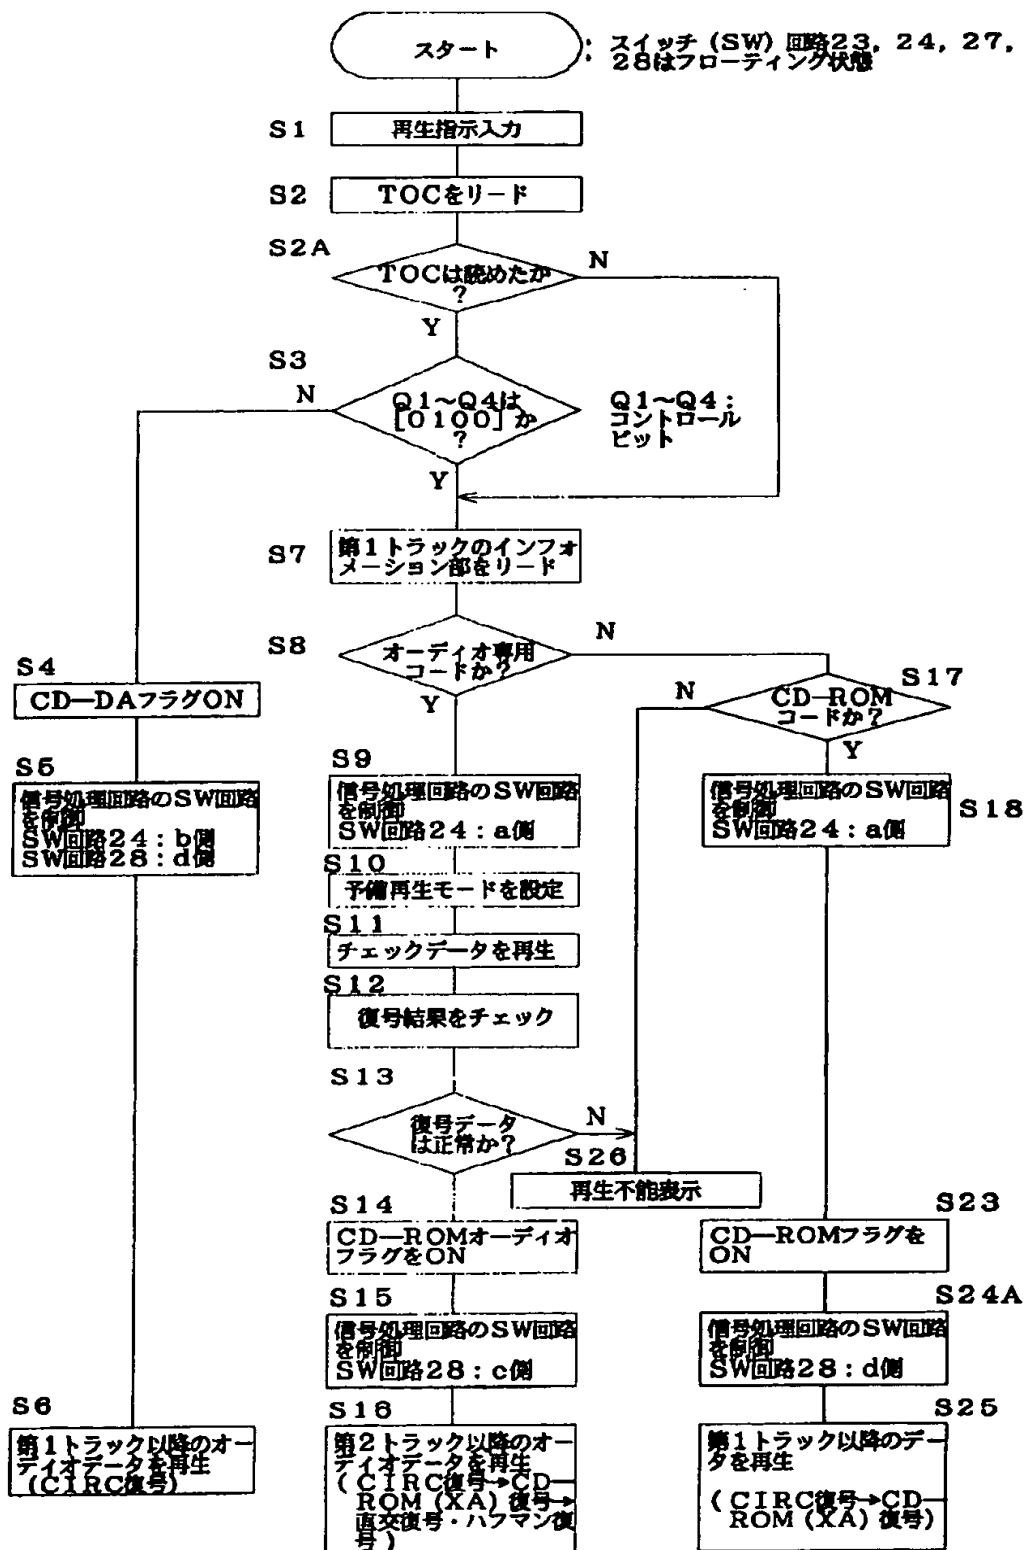 スタート
: スイッチ (SW) 回路23, 24, 27,
28はフローティング状態
S1
再生指示入力
S2
TOCをリード
S2A
TOCは読めたか
?
N
Y
S3
N
Q1~Q4は
[0100] か
?
Q1~Q4:
コントロール
ビット
Y
S7
第1トラックのインフォ
メーション部をリード
S8
オーディオ専用
コードか?
N
Y
S4
CD—DAフラグON
S17
CD—ROM
コードか?
N
Y
S5
信号処理回路のSW回路
を制御
SW回路24:b側
SW回路28:d側
S9
信号処理回路のSW回路
を制御
SW回路24:a側
S18
信号処理回路のSW回路
を制御
SW回路24:a側
S10
予備再生モードを設定
S11
チェックデータを再生
S12
復号結果をチェック
S13
復号データ
は正常か?
N
S26
再生不能表示
S14
CD—ROMオーディオ
フラグをON
S23
CD—ROMフラグを
ON
S15
信号処理回路のSW回路
を制御
SW回路28:c側
S24A
信号処理回路のSW回路
を制御
SW回路28:d側
S6
第1トラック以降のオー
ディオデータを再生
(CIRC復号)
S16
第2トラック以降のオー
ディオデータを再生
(CIRC復号→CD—
ROM (XA) 復号→
直交復号・ハフマン復
号)
S25
第1トラック以降のデー
タを再生
(CIRC復号→CD—
ROM (XA) 復号)